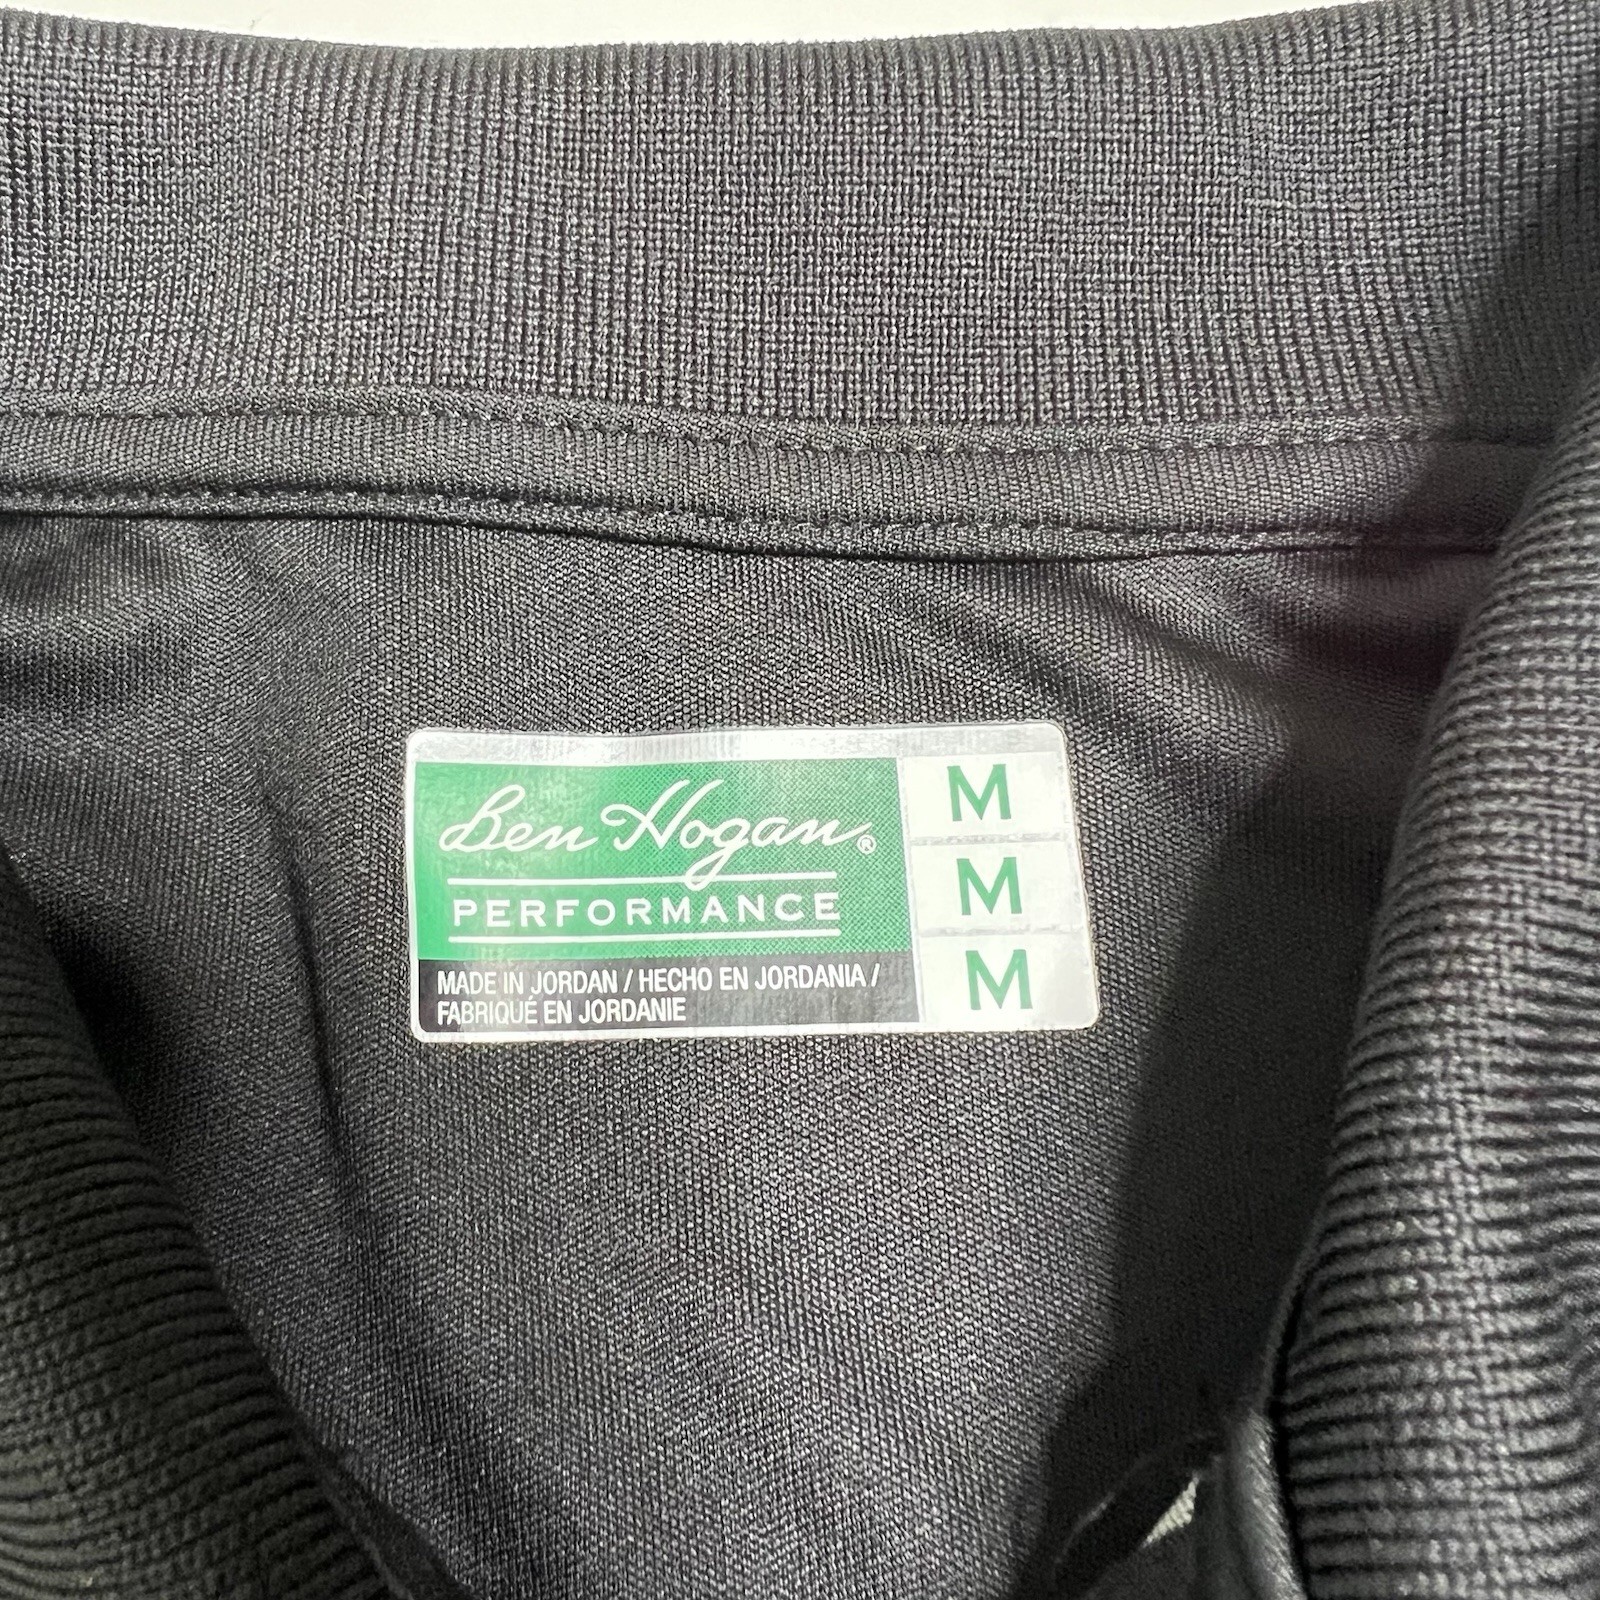 Ben Hogan®
PERFORMANCE
MADE IN JORDAN / HECHO EN JORDANIA /
FABRIQUÉ EN JORDANIE
M
M
M